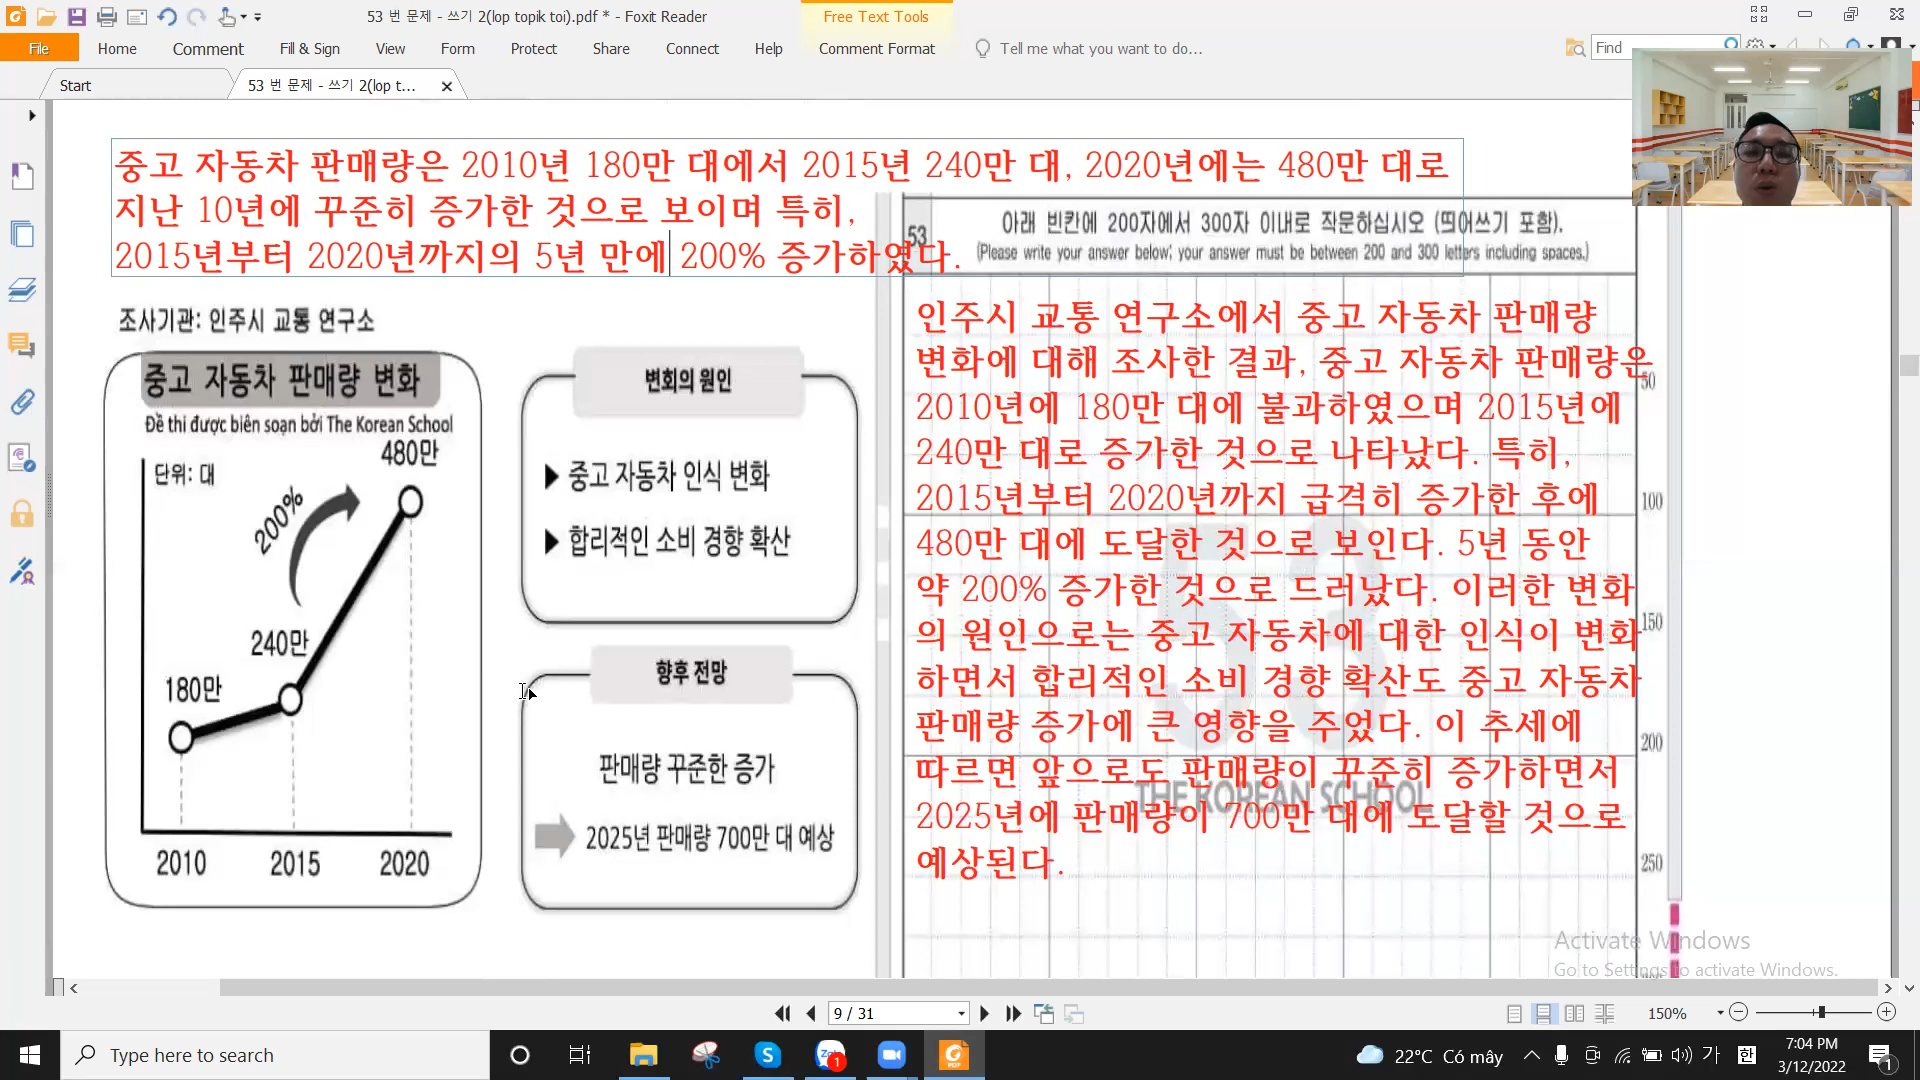 53 번 문제 - 쓰기 2(lop topik toi).pdf * - Foxit Reader
Free Text Tools
File
Home
Comment
Fill & Sign
View
Form
Protect
Share
Connect
Help
Comment Format
Tell me what you want to do...
Find
Start
53 번 문제 - 쓰기 2(lop t...
중고 자동차 판매량은 2010년 180만 대에서 2015년 240만 대, 2020년에는 480만 대로
지난 10년에 꾸준히 증가한 것으로 보이며 특히,
2015년부터 2020년까지의 5년 만에 200% 증가하였다.
조사기관: 인주시 교통 연구소
중고 자동차 판매량 변화
Đề thi được biên soạn bởi The Korean School
단위: 대
480만
200%
240만
180만
2010
2015
2020
변회의 원인
▶ 중고 자동차 인식 변화
▶ 합리적인 소비 경향 확산
향후 전망
판매량 꾸준한 증가
2025년 판매량 700만 대 예상
53
아래 빈칸에 200자에서 300자 이내로 작문하십시오 (띄어쓰기 포함).
(Please write your answer below; your answer must be between 200 and 300 letters including spaces.)
인주시 교통 연구소에서 중고 자동차 판매량
변화에 대해 조사한 결과, 중고 자동차 판매량은
2010년에 180만 대에 불과하였으며 2015년에
240만 대로 증가한 것으로 나타났다. 특히,
2015년부터 2020년까지 급격히 증가한 후에
480만 대에 도달한 것으로 보인다. 5년 동안
약 200% 증가한 것으로 드러났다. 이러한 변화
의 원인으로는 중고 자동차에 대한 인식이 변화
하면서 합리적인 소비 경향 확산도 중고 자동차
판매량 증가에 큰 영향을 주었다. 이 추세에
따르면 앞으로도 판매량이 꾸준히 증가하면서
2025년에 판매량이 700만 대에 도달할 것으로
예상된다.
50
100
150
200
250
53
THE KOREAN SCHOOL
Activate Windows
Go to Settings to activate Windows.
9 / 31
150%
Type here to search
22°C Có mây
가
한
7:04 PM
3/12/2022